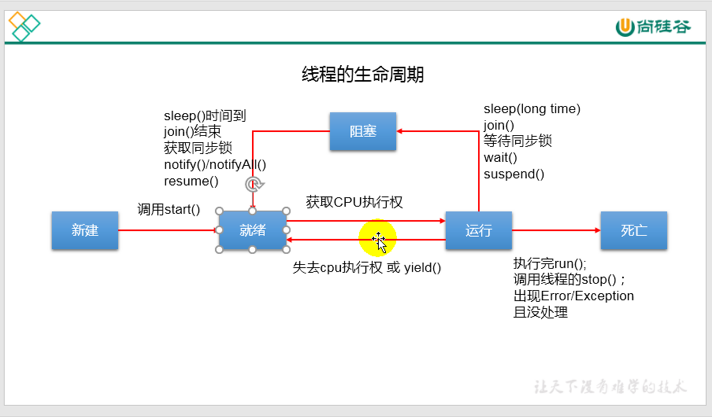 尚硅谷
线程的生命周期
sleep()时间到
join()结束
获取同步锁
notify()/notifyAll()
resume()
阻塞
sleep(long time)
join()
等待同步锁
wait()
suspend()
新建
调用start()
就绪
获取CPU执行权
失去cpu执行权 或 yield()
运行
死亡
执行完run();
调用线程的stop()；
出现Error/Exception
且没处理
让天下没有难学的技术